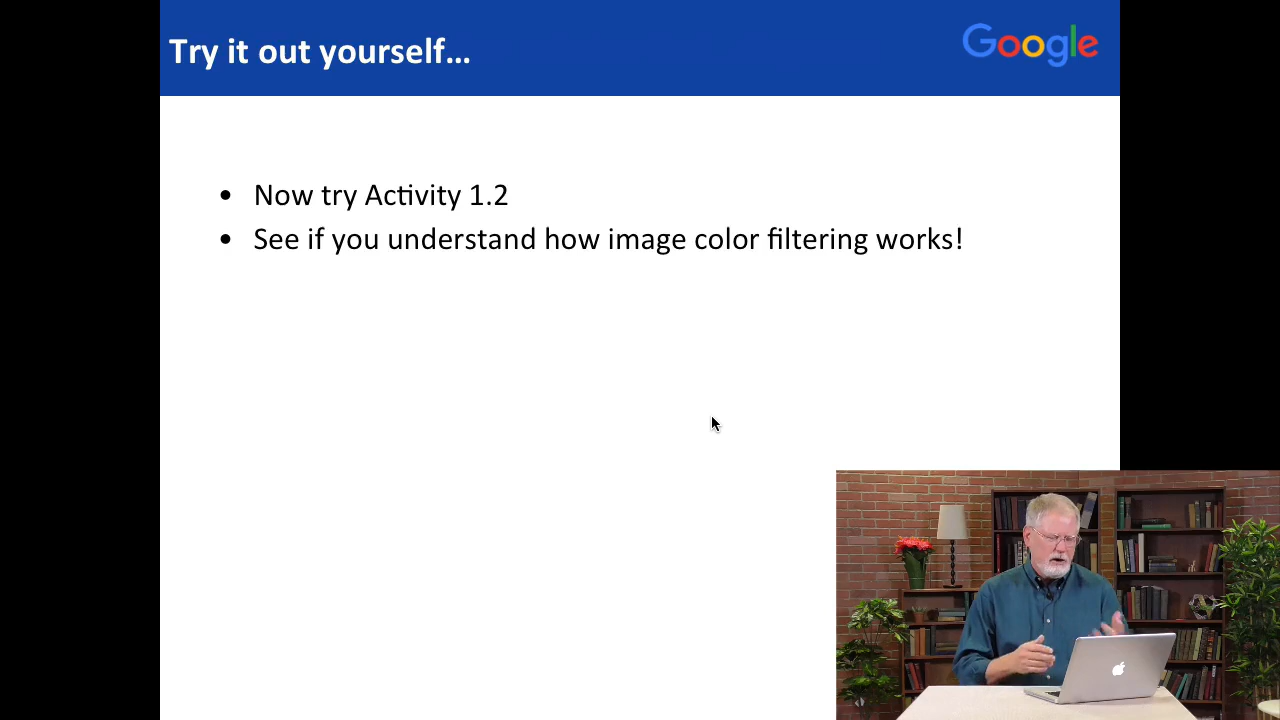 Try it out yourself...
Google
• Now try Activity 1.2
• See if you understand how image color filtering works!